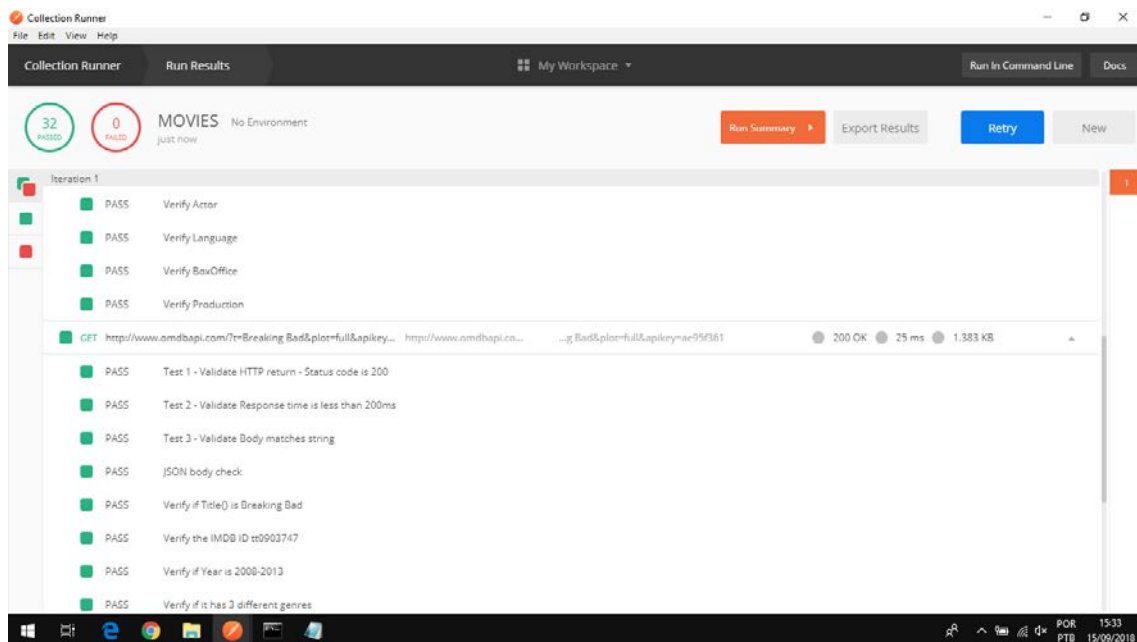 Collection Runner
File Edit View Help
Collection Runner Run Results My Workspace Run In Command Line Docs
32 PASSED 0 FAILED MOVIES No Environment Run Summary Export Results Retry New
just now
Iteration 1
1
PASS Verify Actor
PASS Verify Language
PASS Verify BoxOffice
PASS Verify Production
GET http://www.omdbapi.com/?t=Breaking Bad&plot=full&apikey... http://www.omdbapi.co... ...g Bad&plot=full&apikey=ae95f361 200 OK 25 ms 1.383 KB
PASS Test 1 - Validate HTTP return - Status code is 200
PASS Test 2 - Validate Response time is less than 200ms
PASS Test 3 - Validate Body matches string
PASS JSON body check
PASS Verify if Title() is Breaking Bad
PASS Verify the IMDB ID tt0903747
PASS Verify if Year is 2008-2013
PASS Verify if it has 3 different genres
POR 15:33
PTB 15/09/2018